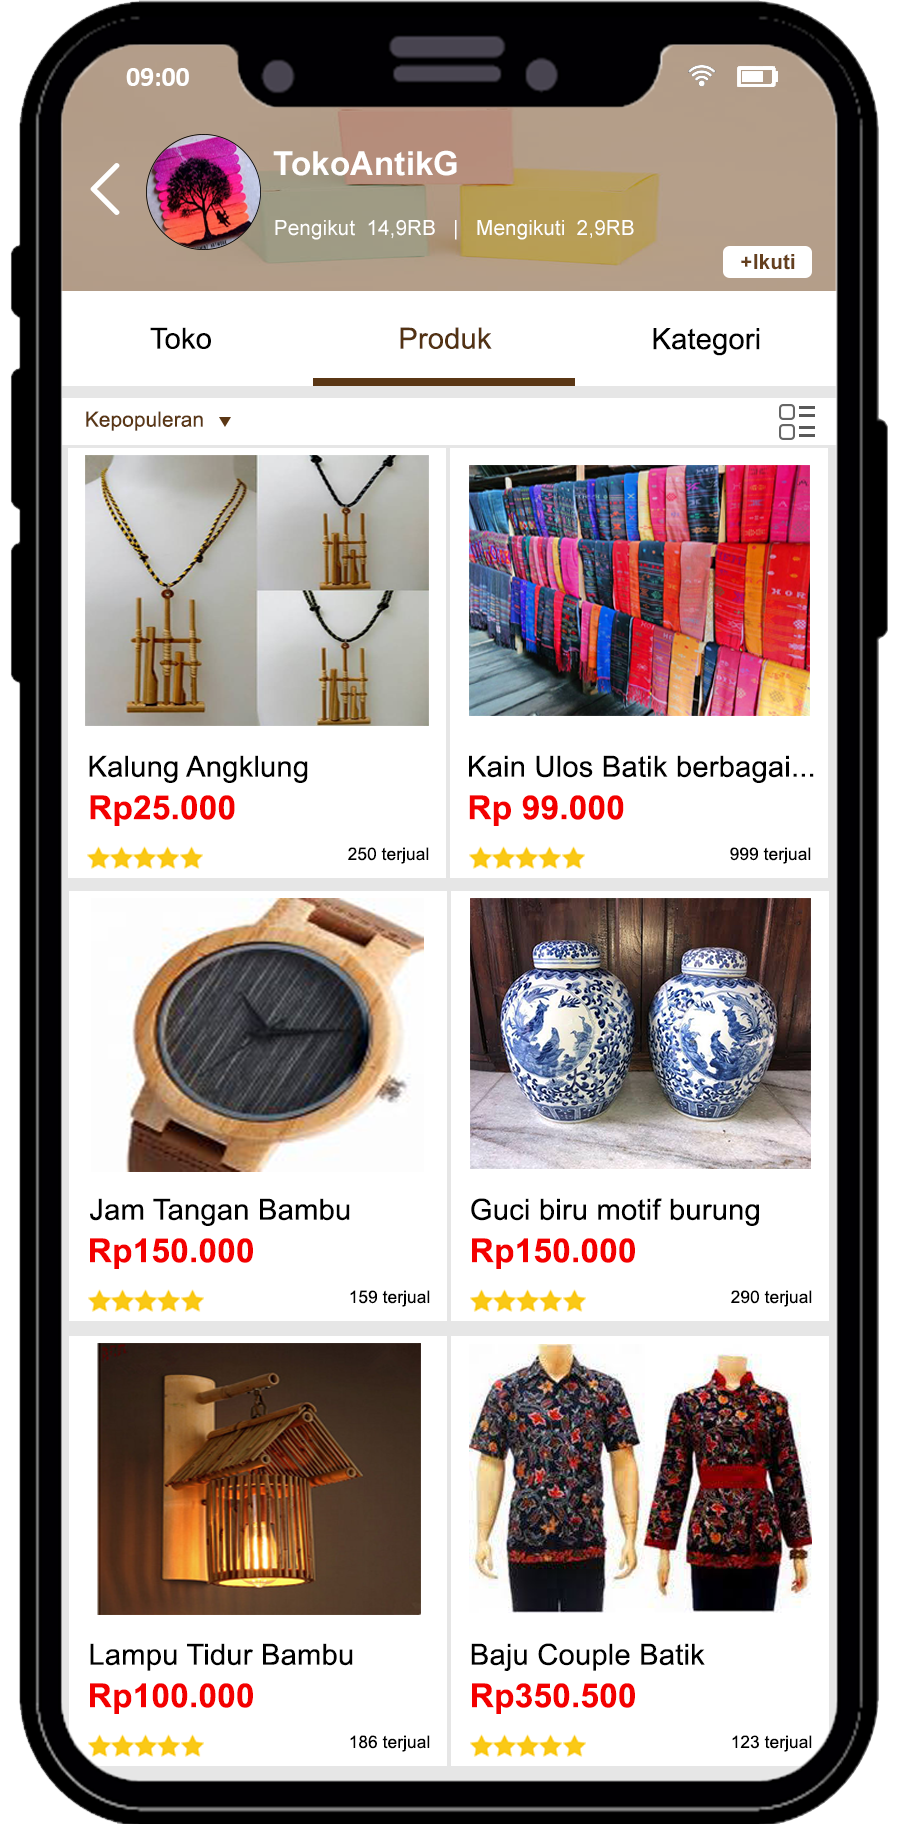 09:00
TokoAntikG
Pengikut 14,9RB | Mengikuti 2,9RB
+Ikuti
Toko Produk Kategori
Kepopuleran ▼
Kalung Angklung
Rp25.000
250 terjual
Kain Ulos Batik berbagai...
Rp 99.000
999 terjual
Jam Tangan Bambu
Rp150.000
159 terjual
Guci biru motif burung
Rp150.000
290 terjual
Lampu Tidur Bambu
Rp100.000
186 terjual
Baju Couple Batik
Rp350.500
123 terjual